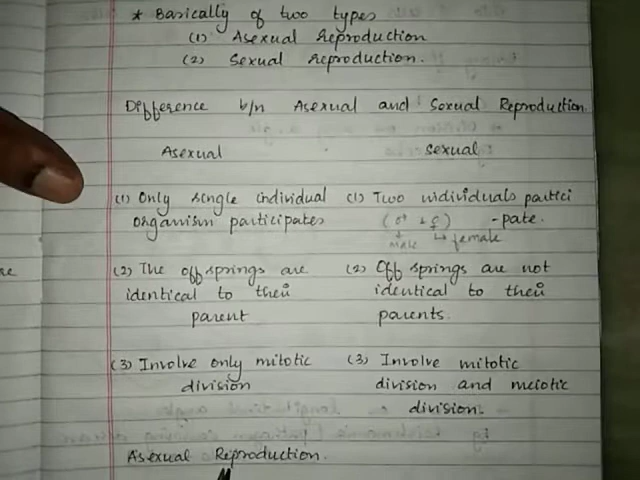 * Basically of two types
(1) Asexual Reproduction
(2) Sexual Reproduction.
Difference b/n Asexual and Sexual Reproduction.
Asexual
Sexual
(1) Only single individual
organism participates
(1) Two individuals partici
(♂ & ♀) -pate.
male female
(2) The offsprings are
identical to their
parent
(2) Offsprings are not
identical to their
parents.
(3) Involve only mitotic
division
(3) Involve mitotic
division and meiotic
division.
Asexual Reproduction.